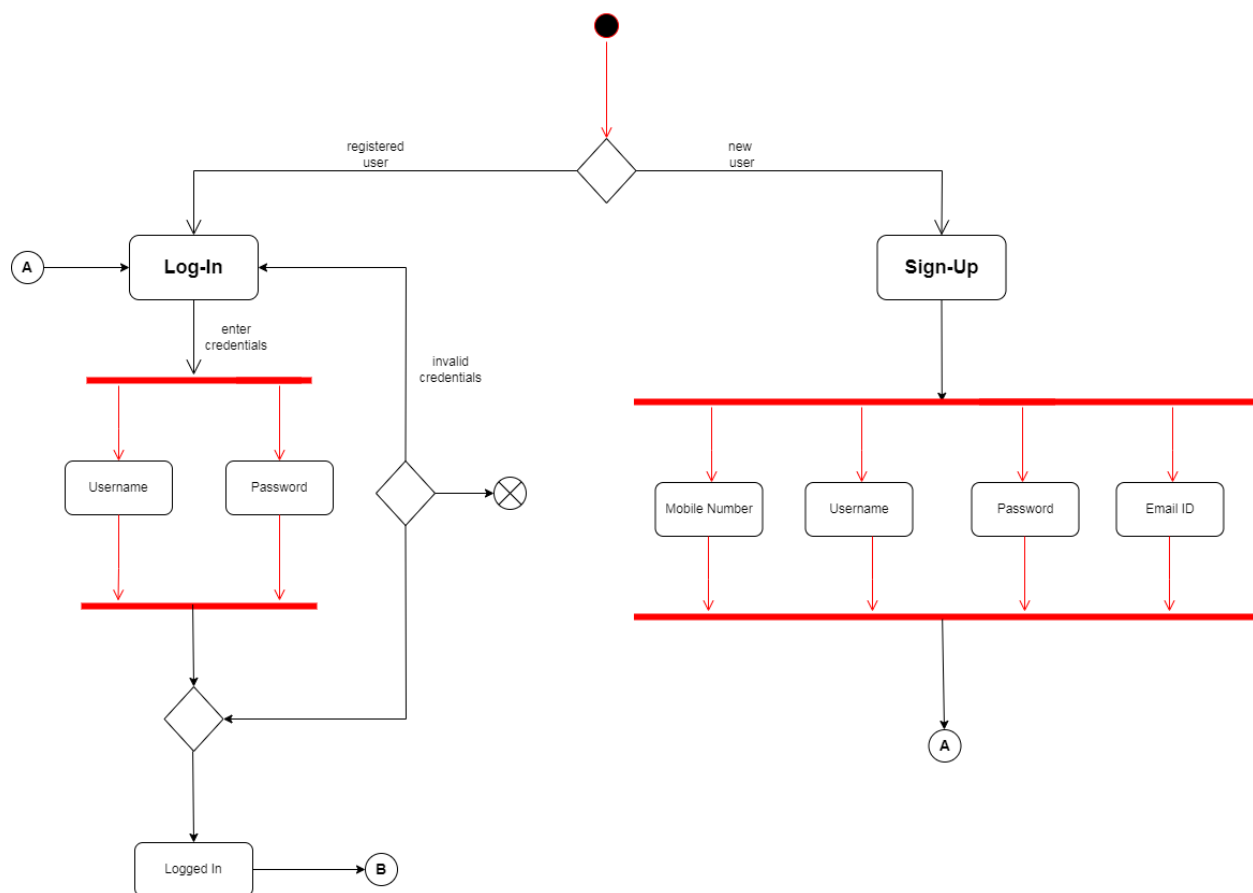 registered
user
new
user
A
Log-In
Sign-Up
enter
credentials
invalid
credentials
Username
Password
Mobile Number
Username
Password
Email ID
A
Logged In
B